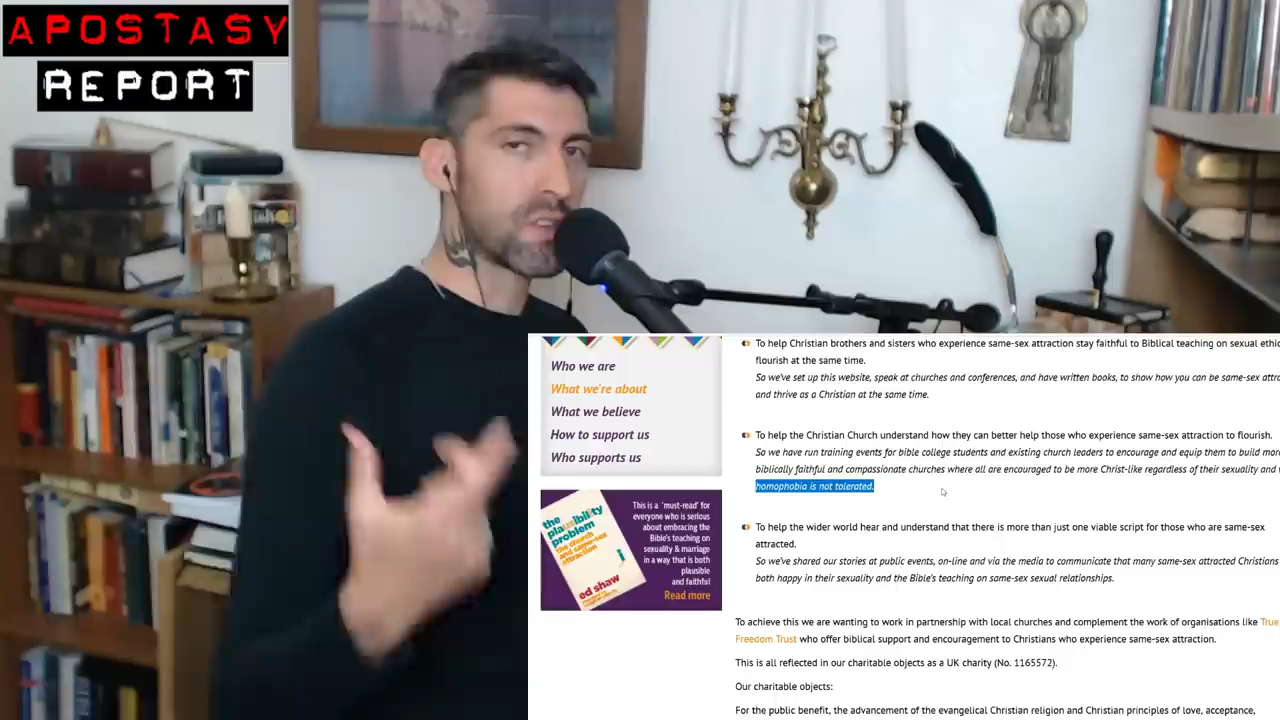 APOSTASY
REPORT
Who we are
What we're about
What we believe
How to support us
Who supports us
This is a 'must-read' for
everyone who is serious
about embracing the
Bible's teaching on
sexuality & marriage
in a way that is both
plausible
and faithful
Read more
the
plausibility
problem
the church
and same-sex
attraction
ed shaw
To help Christian brothers and sisters who experience same-sex attraction stay faithful to Biblical teaching on sexual ethic
flourish at the same time.
So we've set up this website, speak at churches and conferences, and have written books, to show how you can be same-sex attra
and thrive as a Christian at the same time.
To help the Christian Church understand how they can better help those who experience same-sex attraction to flourish.
So we have run training events for bible college students and existing church leaders to encourage and equip them to build more
biblically faithful and compassionate churches where all are encouraged to be more Christ-like regardless of their sexuality and
homophobia is not tolerated.
To help the wider world hear and understand that there is more than just one viable script for those who are same-sex
attracted.
So we've shared our stories at public events, on-line and via the media to communicate that many same-sex attracted Christians
both happy in their sexuality and the Bible's teaching on same-sex sexual relationships.
To achieve this we are wanting to work in partnership with local churches and complement the work of organisations like True
Freedom Trust who offer biblical support and encouragement to Christians who experience same-sex attraction.
This is all reflected in our charitable objects as a UK charity (No. 1165572).
Our charitable objects:
For the public benefit, the advancement of the evangelical Christian religion and Christian principles of love, acceptance,